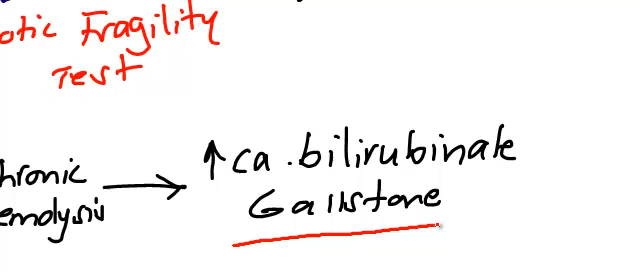 otic Fragility
Test
↑ ca. bilirubinate
hronic → Gallstone
emolysis